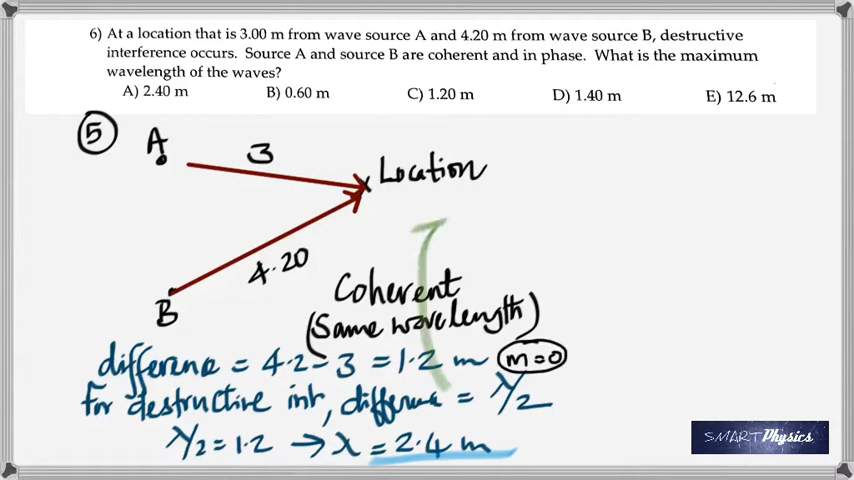 6) At a location that is 3.00 m from wave source A and 4.20 m from wave source B, destructive
interference occurs. Source A and source B are coherent and in phase. What is the maximum
wavelength of the waves?
A) 2.40 m B) 0.60 m C) 1.20 m D) 1.40 m E) 12.6 m
5
A
3
Location
4.20
B
Coherent
(Same wavelength)
difference = 4.2 - 3 = 1.2 m m=0
For destructive int, difference = λ/2
λ/2 = 1.2 → λ = 2.4 m
SMART Physics